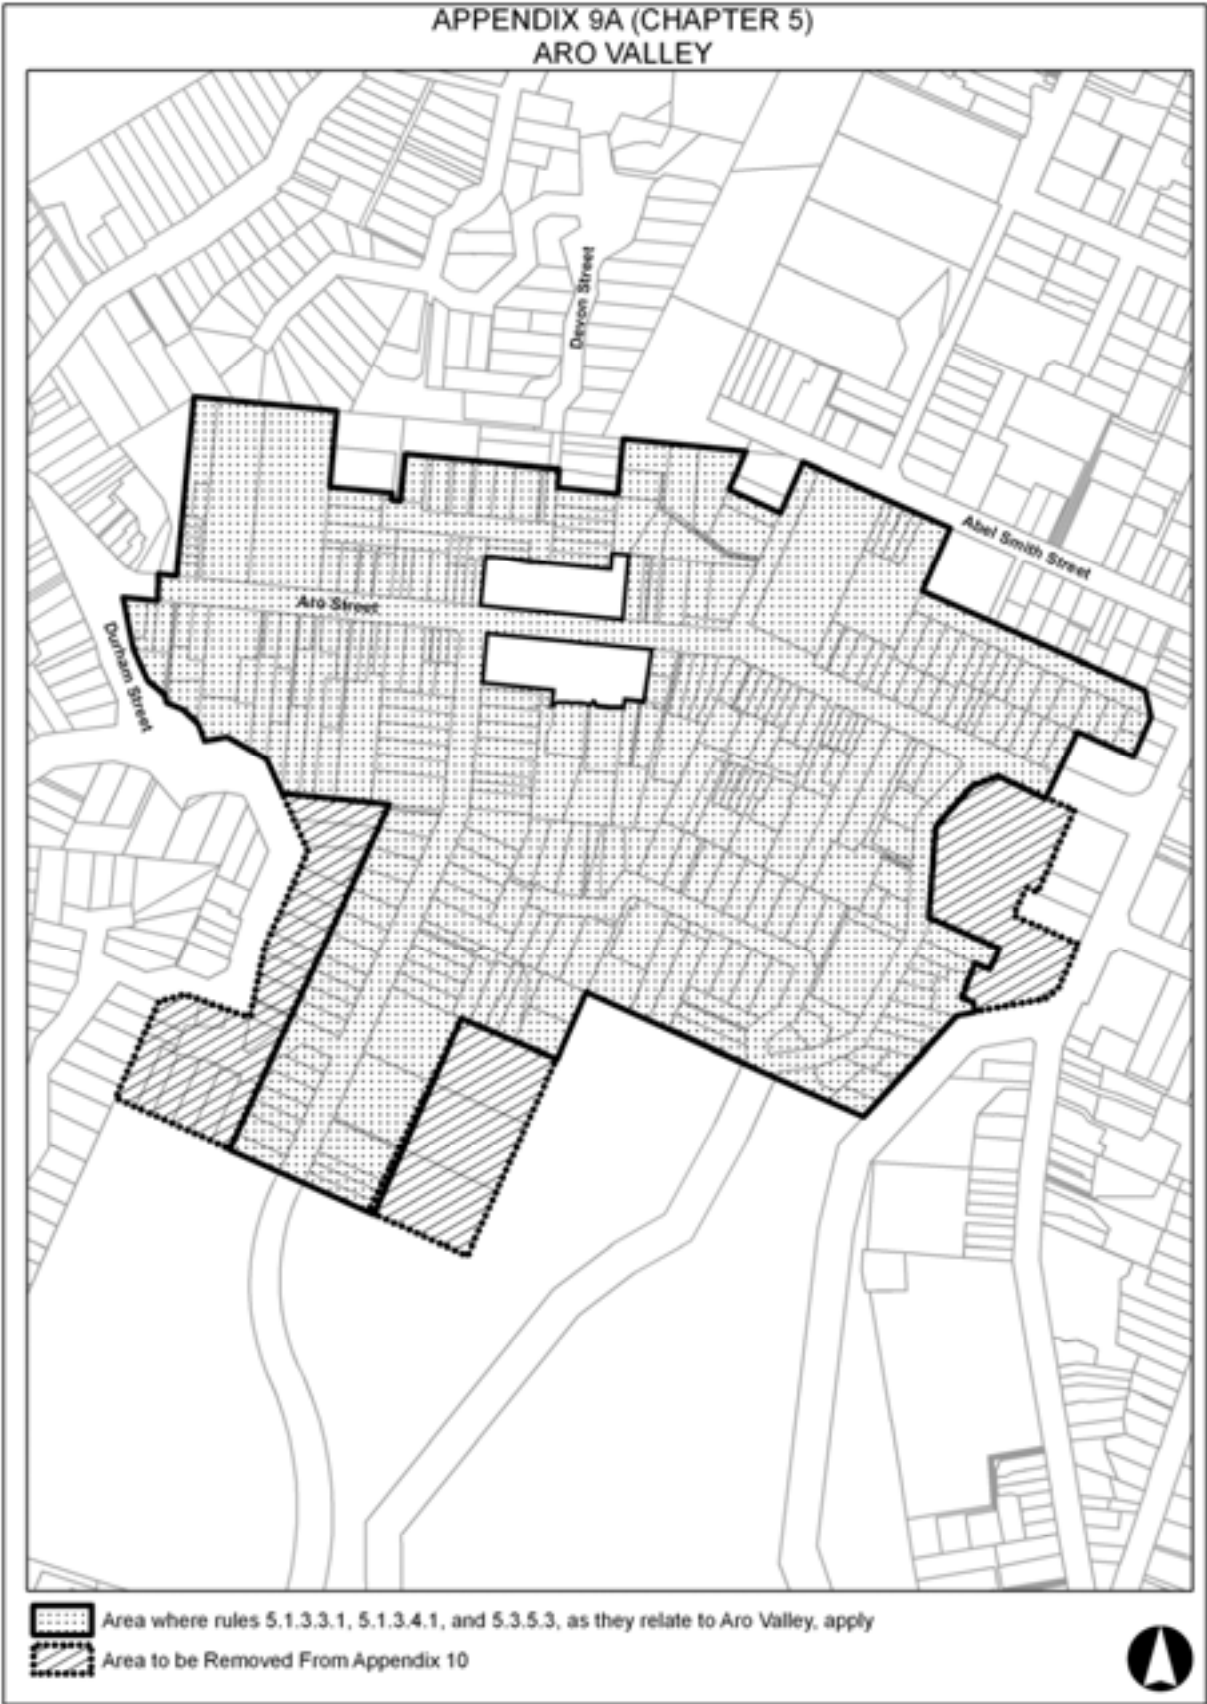 APPENDIX 9A (CHAPTER 5)
ARO VALLEY
Devon Street
Abel Smith Street
Aro Street
Durham Street
Area where rules 5.1.3.3.1, 5.1.3.4.1, and 5.3.5.3, as they relate to Aro Valley, apply
Area to be Removed From Appendix 10